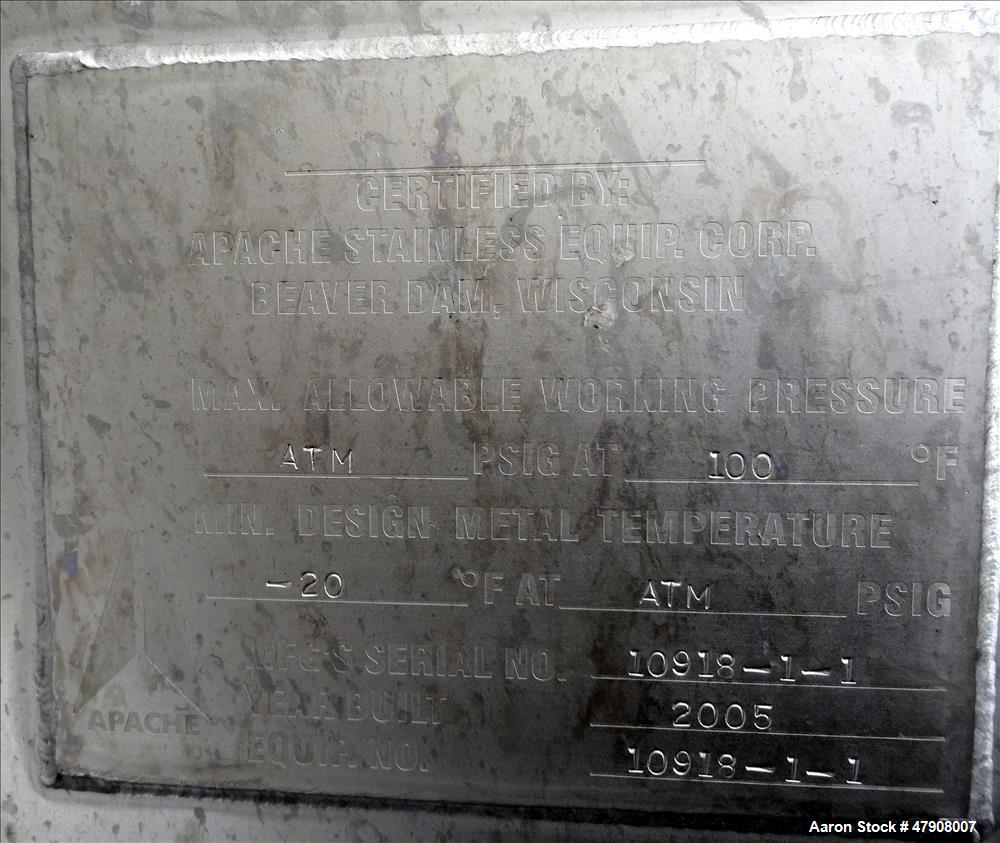 CERTIFIED BY:
APACHE STAINLESS EQUIP. CORP.
BEAVER DAM, WISCONSIN
MAX. ALLOWABLE WORKING PRESSURE
ATM PSIG AT 100 °F
MIN. DESIGN METAL TEMPERATURE
-20 °F AT ATM PSIG
MFG'S SERIAL NO. 10918-1-1
YEAR BUILT 2005
EQUIP. NO. 10918-1-1
APACHE
Aaron Stock # 47908007